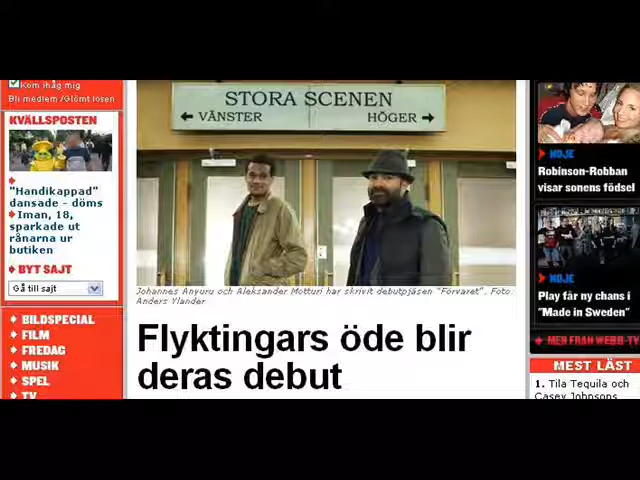 Kom ihåg mig
Bli medlem /Glömt lösen
KVÄLLSPOSTEN
"Handikappad"
dansade - döms
Iman, 18,
sparkade ut
rånarna ur
butiken
BYT SAJT
Gå till sajt
BILDSPECIAL
FILM
FREDAG
MUSIK
SPEL
TV
STORA SCENEN
← VÄNSTER
HÖGER →
Johannes Anyuru och Aleksander Motturi har skrivit debutpjäsen "Förvaret". Foto:
Anders Ylander
Flyktingars öde blir
deras debut
NÖJE
Robinson-Robban
visar sonens födsel
NÖJE
Play får ny chans i
"Made in Sweden"
MER FRÅN WEBB-TV
MEST LÄST
1. Tila Tequila och
Casey Johnsons